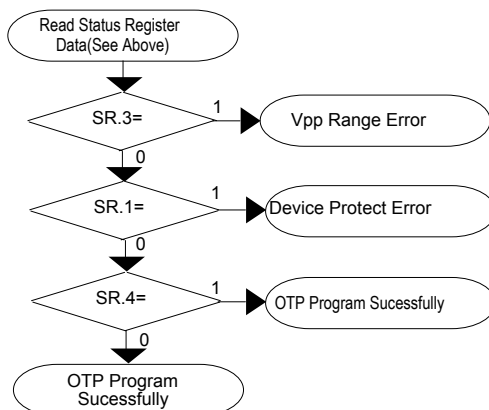 Read Status Register
Data(See Above)
SR.3=
1
Vpp Range Error
0
SR.1=
1
Device Protect Error
0
SR.4=
1
OTP Program Sucessfully
0
OTP Program
Sucessfully